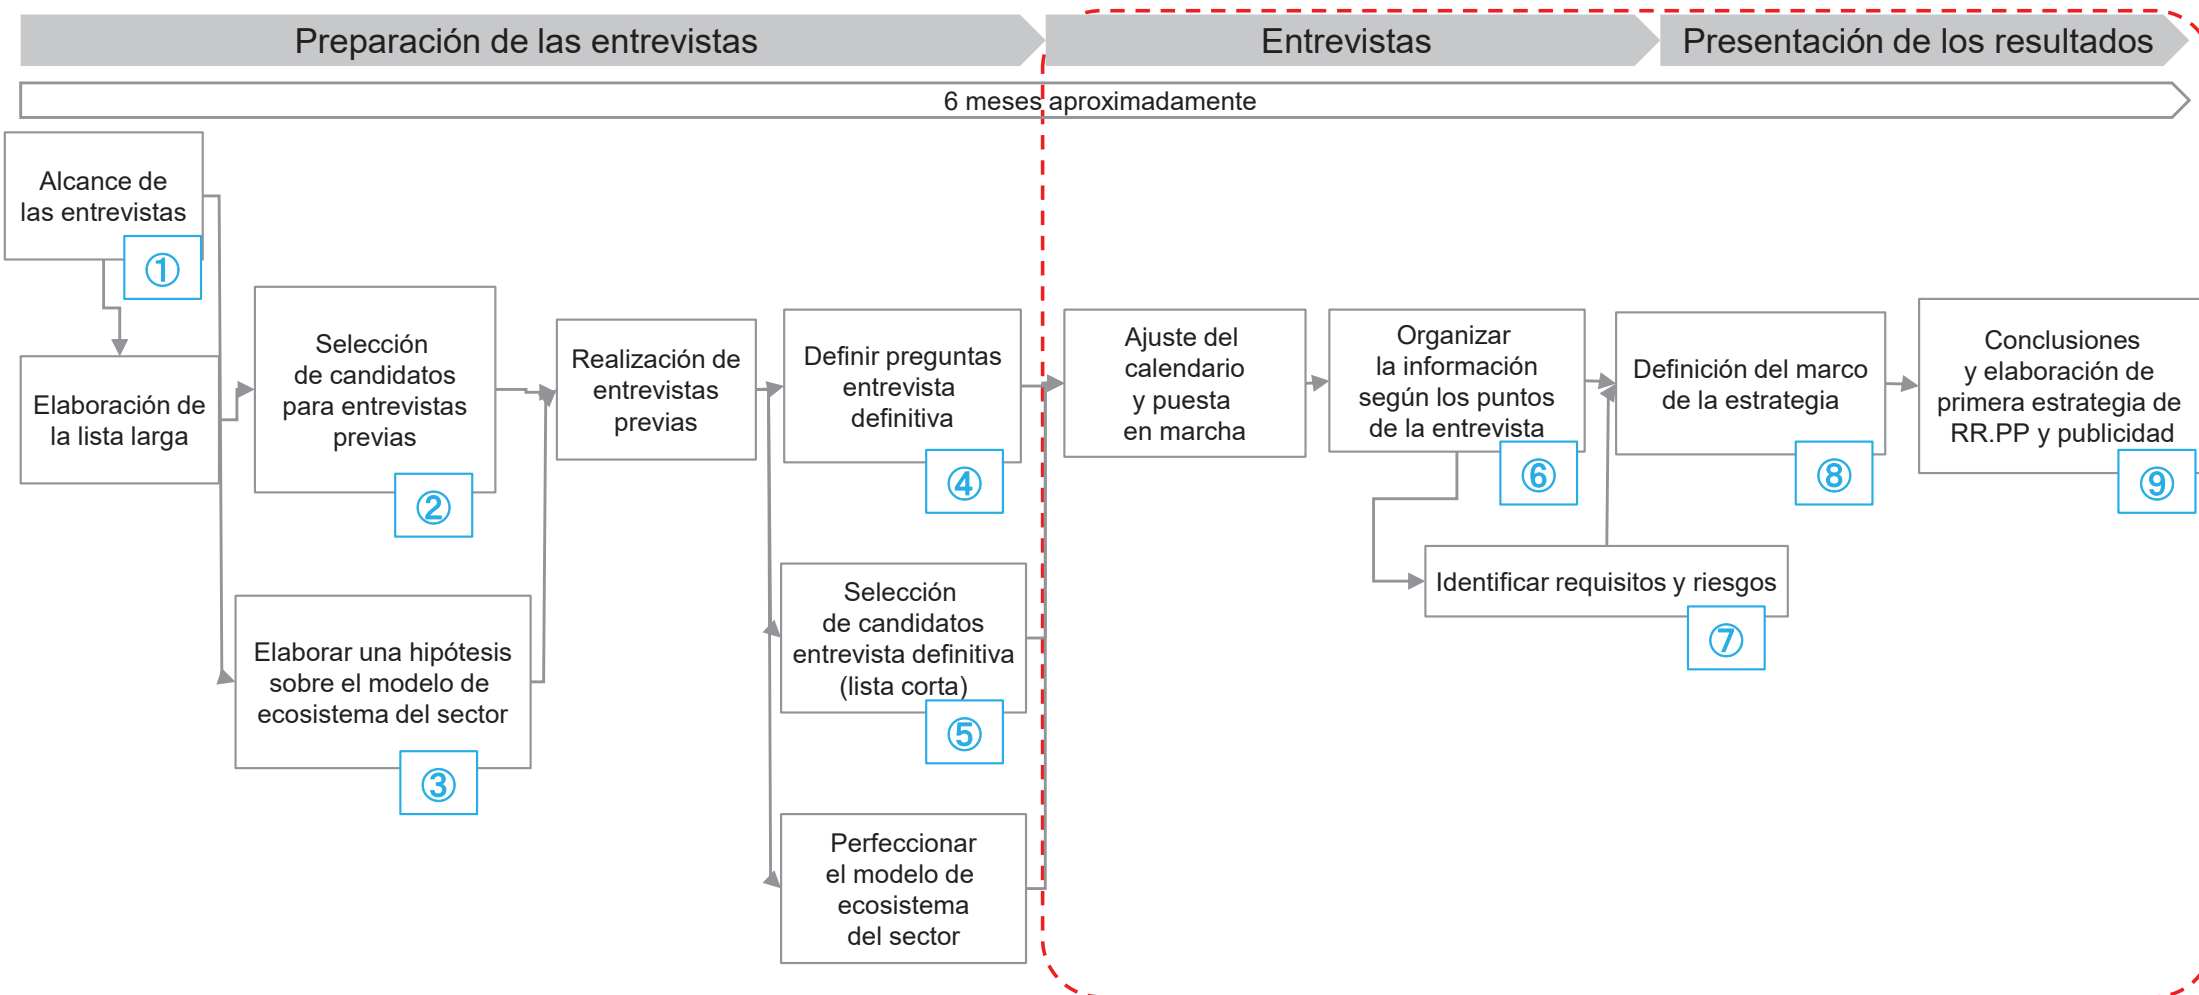 Preparación de las entrevistas
Entrevistas
Presentación de los resultados
6 meses aproximadamente
Alcance de
las entrevistas
①
Elaboración de
la lista larga
Selección
de candidatos
para entrevistas
previas
②
Elaborar una hipótesis
sobre el modelo de
ecosistema del sector
③
Realización de
entrevistas
previas
Definir preguntas
entrevista
definitiva
④
Selección
de candidatos
entrevista definitiva
(lista corta)
⑤
Perfeccionar
el modelo de
ecosistema
del sector
Ajuste del
calendario
y puesta
en marcha
Organizar
la información
según los puntos
de la entrevista
⑥
Identificar requisitos y riesgos
⑦
Definición del marco
de la estrategia
⑧
Conclusiones
y elaboración de
primera estrategia de
RR.PP y publicidad
⑨